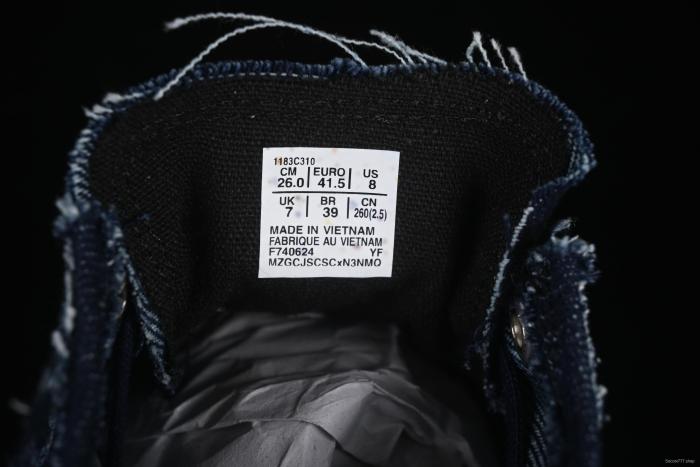 1183C310
CM 26.0 | EURO 41.5 | US 8
UK 7 | BR 39 | CN 260(2.5)
MADE IN VIETNAM
FABRIQUE AU VIETNAM
F740624 YF
MZGCJSCSCxN3NMO